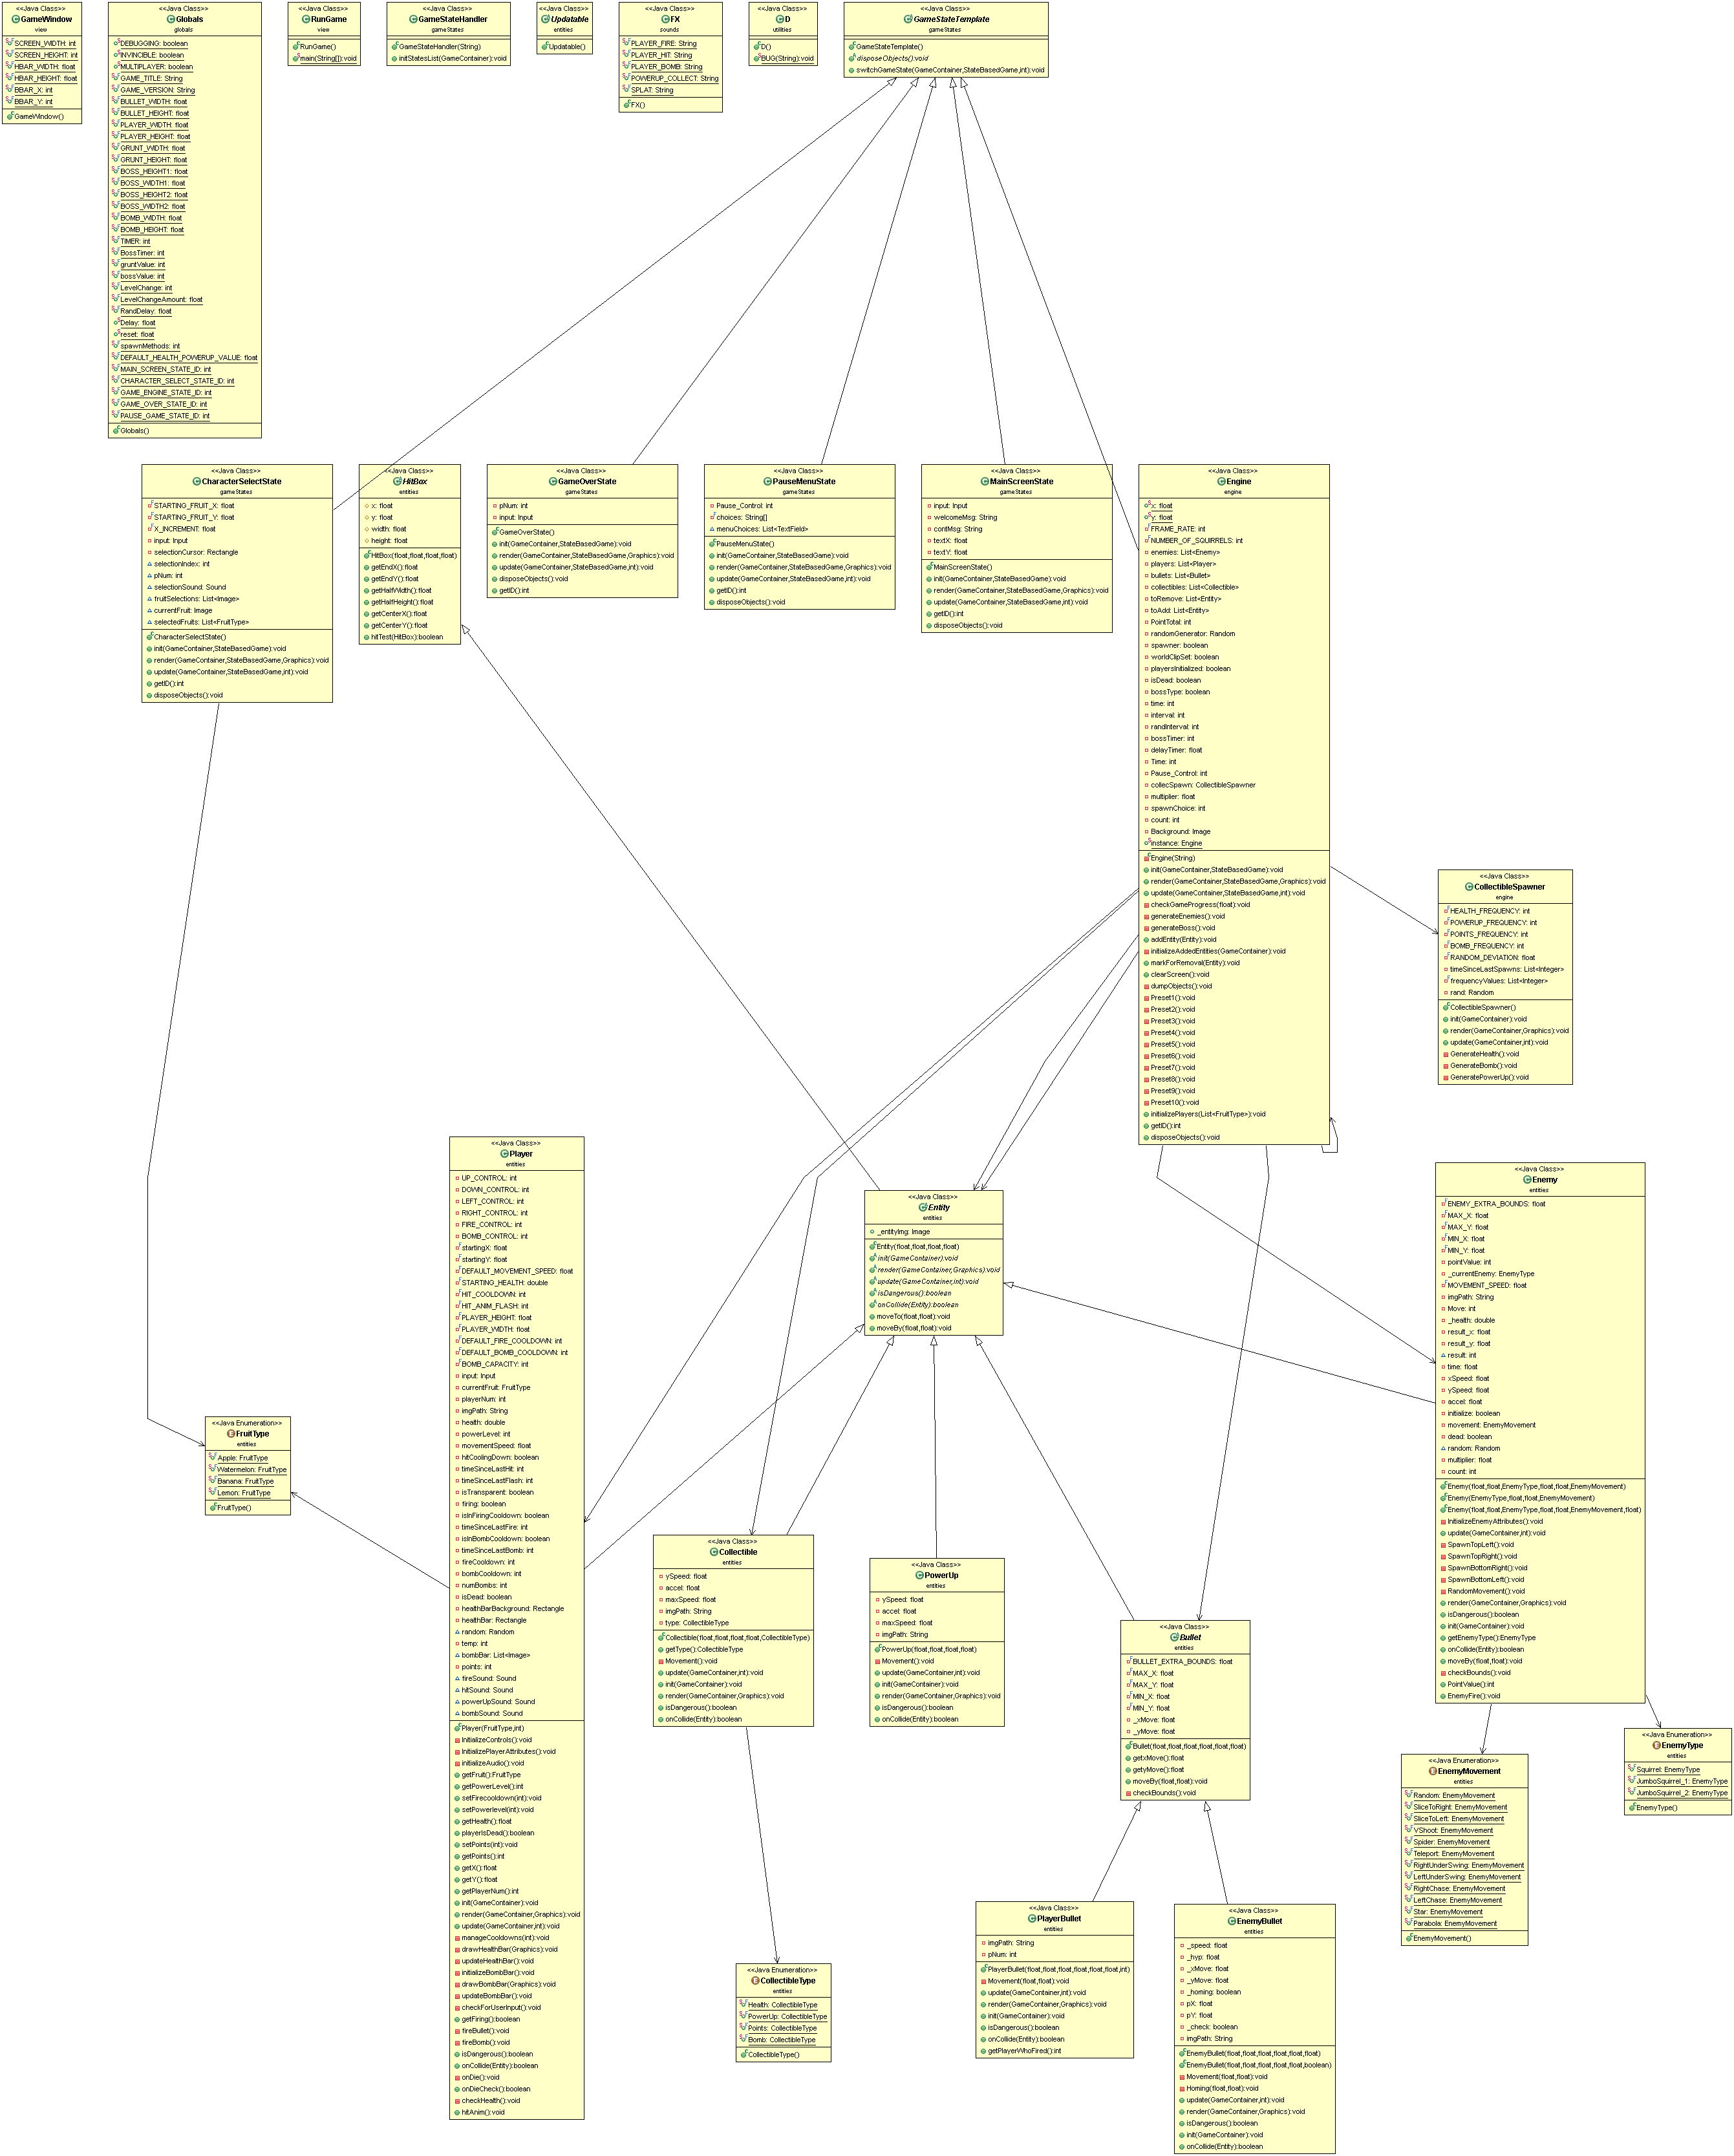 <<Java Class>>
GameWindow
view
SCREEN_WIDTH: int
SCREEN_HEIGHT: int
HBAR_WIDTH: float
HBAR_HEIGHT: float
BBAR_X: int
BBAR_Y: int
GameWindow()
<<Java Class>>
Globals
globals
DEBUGGING: boolean
INVINCIBLE: boolean
MULTIPLAYER: boolean
GAME_TITLE: String
GAME_VERSION: String
BULLET_WIDTH: float
BULLET_HEIGHT: float
PLAYER_WIDTH: float
PLAYER_HEIGHT: float
GRUNT_WIDTH: float
GRUNT_HEIGHT: float
BOSS_HEIGHT1: float
BOSS_WIDTH1: float
BOSS_HEIGHT2: float
BOSS_WIDTH2: float
BOMB_WIDTH: float
BOMB_HEIGHT: float
TIMER: int
BossTimer: int
gruntValue: int
bossValue: int
LevelChange: int
LevelChangeAmount: float
RandDelay: float
Delay: float
reset: float
spawnMethods: int
DEFAULT_HEALTH_POWERUP_VALUE: float
MAIN_SCREEN_STATE_ID: int
CHARACTER_SELECT_STATE_ID: int
GAME_ENGINE_STATE_ID: int
GAME_OVER_STATE_ID: int
PAUSE_GAME_STATE_ID: int
Globals()
<<Java Class>>
RunGame
view
RunGame()
main(String[]):void
<<Java Class>>
GameStateHandler
gameStates
GameStateHandler(String)
initStatesList(GameContainer):void
<<Java Class>>
Updatable
entities
Updatable()
<<Java Class>>
FX
sounds
PLAYER_FIRE: String
PLAYER_HIT: String
PLAYER_BOMB: String
POWERUP_COLLECT: String
SPLAT: String
FX()
<<Java Class>>
D
utilities
D()
BUG(String):void
<<Java Class>>
GameStateTemplate
gameStates
GameStateTemplate()
disposeObjects():void
switchGameState(GameContainer,StateBasedGame,int):void
<<Java Class>>
CharacterSelectState
gameStates
STARTING_FRUIT_X: float
STARTING_FRUIT_Y: float
X_INCREMENT: float
input: Input
selectionCursor: Rectangle
selectionIndex: int
pNum: int
selectionSound: Sound
fruitSelections: List<Image>
currentFruit: Image
selectedFruits: List<FruitType>
CharacterSelectState()
init(GameContainer,StateBasedGame):void
render(GameContainer,StateBasedGame,Graphics):void
update(GameContainer,StateBasedGame,int):void
getID():int
disposeObjects():void
<<Java Class>>
HitBox
entities
x: float
y: float
width: float
height: float
HitBox(float,float,float,float)
getEndX():float
getEndY():float
getHalfWidth():float
getHalfHeight():float
getCenterX():float
getCenterY():float
hitTest(HitBox):boolean
<<Java Class>>
GameOverState
gameStates
pNum: int
input: Input
GameOverState()
init(GameContainer,StateBasedGame):void
render(GameContainer,StateBasedGame,Graphics):void
update(GameContainer,StateBasedGame,int):void
disposeObjects():void
getID():int
<<Java Class>>
PauseMenuState
gameStates
Pause_Control: int
choices: String[]
menuChoices: List<TextField>
PauseMenuState()
init(GameContainer,StateBasedGame):void
render(GameContainer,StateBasedGame,Graphics):void
update(GameContainer,StateBasedGame,int):void
getID():int
disposeObjects():void
<<Java Class>>
MainScreenState
gameStates
input: Input
welcomeMsg: String
contMsg: String
textX: float
textY: float
MainScreenState()
init(GameContainer,StateBasedGame):void
render(GameContainer,StateBasedGame,Graphics):void
update(GameContainer,StateBasedGame,int):void
getID():int
disposeObjects():void
<<Java Class>>
Engine
engine
x: float
y: float
FRAME_RATE: int
NUMBER_OF_SQUIRRELS: int
enemies: List<Enemy>
players: List<Player>
bullets: List<Bullet>
collectibles: List<Collectible>
toRemove: List<Entity>
toAdd: List<Entity>
PointTotal: int
randomGenerator: Random
spawner: boolean
worldClipSet: boolean
playersInitialized: boolean
isDead: boolean
bossType: boolean
time: int
interval: int
randInterval: int
bossTimer: int
delayTimer: float
Time: int
Pause_Control: int
collecSpawn: CollectibleSpawner
multiplier: float
spawnChoice: int
count: int
Background: Image
instance: Engine
Engine(String)
init(GameContainer,StateBasedGame):void
render(GameContainer,StateBasedGame,Graphics):void
update(GameContainer,StateBasedGame,int):void
checkGameProgress(float):void
generateEnemies():void
generateBoss():void
addEntity(Entity):void
initializeAddedEntities(GameContainer):void
markForRemoval(Entity):void
clearScreen():void
dumpObjects():void
Preset1():void
Preset2():void
Preset3():void
Preset4():void
Preset5():void
Preset6():void
Preset7():void
Preset8():void
Preset9():void
Preset10():void
initializePlayers(List<FruitType>):void
getID():int
disposeObjects():void
<<Java Class>>
CollectibleSpawner
engine
HEALTH_FREQUENCY: int
POWERUP_FREQUENCY: int
POINTS_FREQUENCY: int
BOMB_FREQUENCY: int
RANDOM_DEVIATION: float
timeSinceLastSpawns: List<Integer>
frequencyValues: List<Integer>
rand: Random
CollectibleSpawner()
init(GameContainer):void
render(GameContainer,Graphics):void
update(GameContainer,int):void
GenerateHealth():void
GenerateBomb():void
GeneratePowerUp():void
<<Java Class>>
Player
entities
UP_CONTROL: int
DOWN_CONTROL: int
LEFT_CONTROL: int
RIGHT_CONTROL: int
FIRE_CONTROL: int
BOMB_CONTROL: int
startingX: float
startingY: float
DEFAULT_MOVEMENT_SPEED: float
STARTING_HEALTH: double
HIT_COOLDOWN: int
HIT_ANIM_FLASH: int
PLAYER_HEIGHT: float
PLAYER_WIDTH: float
DEFAULT_FIRE_COOLDOWN: int
DEFAULT_BOMB_COOLDOWN: int
BOMB_CAPACITY: int
input: Input
currentFruit: FruitType
playerNum: int
imgPath: String
health: double
powerLevel: int
movementSpeed: float
hitCoolingDown: boolean
timeSinceLastHit: int
timeSinceLastFlash: int
isTransparent: boolean
firing: boolean
isInFiringCooldown: boolean
timeSinceLastFire: int
isInBombCooldown: boolean
timeSinceLastBomb: int
fireCooldown: int
bombCooldown: int
numBombs: int
isDead: boolean
healthBarBackground: Rectangle
healthBar: Rectangle
random: Random
temp: int
bombBar: List<Image>
points: int
fireSound: Sound
hitSound: Sound
powerUpSound: Sound
bombSound: Sound
Player(FruitType,int)
InitializeControls():void
InitializePlayerAttributes():void
initializeAudio():void
getFruit():FruitType
getPowerLevel():int
setFirecooldown(int):void
setPowerlevel(int):void
getHealth():float
playerIsDead():boolean
setPoints(int):void
getPoints():int
getX():float
getY():float
getPlayerNum():int
init(GameContainer):void
render(GameContainer,Graphics):void
update(GameContainer,int):void
manageCooldowns(int):void
drawHealthBar(Graphics):void
updateHealthBar():void
initializeBombBar():void
drawBombBar(Graphics):void
updateBombBar():void
checkForUserInput():void
getFiring():boolean
fireBullet():void
fireBomb():void
isDangerous():boolean
onCollide(Entity):boolean
onDie():void
onDieCheck():boolean
checkHealth():void
hitAnim():void
<<Java Class>>
Entity
entities
_entityImg: Image
Entity(float,float,float,float)
init(GameContainer):void
render(GameContainer,Graphics):void
update(GameContainer,int):void
isDangerous():boolean
onCollide(Entity):boolean
moveTo(float,float):void
moveBy(float,float):void
<<Java Class>>
Enemy
entities
ENEMY_EXTRA_BOUNDS: float
MAX_X: float
MAX_Y: float
MIN_X: float
MIN_Y: float
pointValue: int
_currentEnemy: EnemyType
MOVEMENT_SPEED: float
imgPath: String
Move: int
_health: double
result_x: float
result_y: float
result: int
time: float
xSpeed: float
ySpeed: float
accel: float
initialize: boolean
movement: EnemyMovement
dead: boolean
random: Random
multiplier: float
count: int
Enemy(float,float,EnemyType,float,float,EnemyMovement)
Enemy(EnemyType,float,float,EnemyMovement)
Enemy(float,float,EnemyType,float,float,EnemyMovement,float)
InitializeEnemyAttributes():void
update(GameContainer,int):void
SpawnTopLeft():void
SpawnTopRight():void
SpawnBottomRight():void
SpawnBottomLeft():void
RandomMovement():void
render(GameContainer,Graphics):void
isDangerous():boolean
init(GameContainer):void
getEnemyType():EnemyType
onCollide(Entity):boolean
moveBy(float,float):void
checkBounds():void
PointValue():int
EnemyFire():void
<<Java Enumeration>>
FruitType
entities
Apple: FruitType
Watermelon: FruitType
Banana: FruitType
Lemon: FruitType
FruitType()
<<Java Class>>
Collectible
entities
ySpeed: float
accel: float
maxSpeed: float
imgPath: String
type: CollectibleType
Collectible(float,float,float,float,CollectibleType)
getType():CollectibleType
Movement():void
update(GameContainer,int):void
init(GameContainer):void
render(GameContainer,Graphics):void
isDangerous():boolean
onCollide(Entity):boolean
<<Java Class>>
PowerUp
entities
ySpeed: float
accel: float
maxSpeed: float
imgPath: String
PowerUp(float,float,float,float)
Movement():void
update(GameContainer,int):void
init(GameContainer):void
render(GameContainer,Graphics):void
isDangerous():boolean
onCollide(Entity):boolean
<<Java Class>>
Bullet
entities
BULLET_EXTRA_BOUNDS: float
MAX_X: float
MAX_Y: float
MIN_X: float
MIN_Y: float
_xMove: float
_yMove: float
Bullet(float,float,float,float,float,float)
getxMove():float
getyMove():float
moveBy(float,float):void
checkBounds():void
<<Java Enumeration>>
EnemyMovement
entities
Random: EnemyMovement
SliceToRight: EnemyMovement
SliceToLeft: EnemyMovement
VShoot: EnemyMovement
Spider: EnemyMovement
Teleport: EnemyMovement
RightUnderSwing: EnemyMovement
LeftUnderSwing: EnemyMovement
RightChase: EnemyMovement
LeftChase: EnemyMovement
Star: EnemyMovement
Parabola: EnemyMovement
EnemyMovement()
<<Java Enumeration>>
EnemyType
entities
Squirrel: EnemyType
JumboSquirrel_1: EnemyType
JumboSquirrel_2: EnemyType
EnemyType()
<<Java Enumeration>>
CollectibleType
entities
Health: CollectibleType
PowerUp: CollectibleType
Points: CollectibleType
Bomb: CollectibleType
CollectibleType()
<<Java Class>>
PlayerBullet
entities
imgPath: String
pNum: int
PlayerBullet(float,float,float,float,float,float,int)
Movement(float,float):void
update(GameContainer,int):void
render(GameContainer,Graphics):void
init(GameContainer):void
isDangerous():boolean
onCollide(Entity):boolean
getPlayerWhoFired():int
<<Java Class>>
EnemyBullet
entities
_speed: float
_hyp: float
_xMove: float
_yMove: float
_homing: boolean
pX: float
pY: float
_check: boolean
imgPath: String
EnemyBullet(float,float,float,float,float,float)
EnemyBullet(float,float,float,float,float,boolean)
Movement(float,float):void
Homing(float,float):void
update(GameContainer,int):void
render(GameContainer,Graphics):void
isDangerous():boolean
init(GameContainer):void
onCollide(Entity):boolean